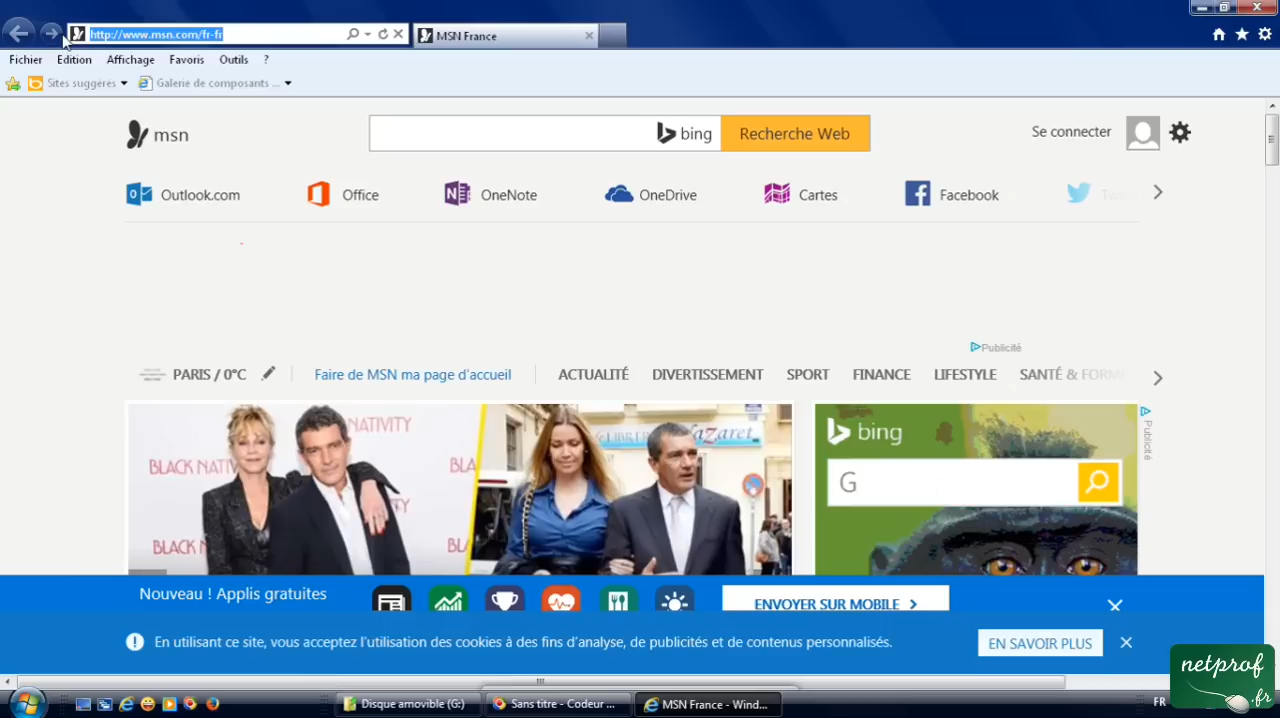 http://www.msn.com/fr-fr
MSN France
Fichier Edition Affichage Favoris Outils ?
Sites suggérés Galerie de composants ...
msn
bing Recherche Web
Se connecter
Outlook.com Office OneNote OneDrive Cartes Facebook
Publicité
PARIS / 0°C Faire de MSN ma page d'accueil ACTUALITÉ DIVERTISSEMENT SPORT FINANCE LIFESTYLE SANTÉ &
BLACK NATIVITY
NATIVITY
BLACK NATIVITY
bing
G
Publicité
Nouveau ! Applis gratuites
ENVOYER SUR MOBILE
En utilisant ce site, vous acceptez l'utilisation des cookies à des fins d'analyse, de publicités et de contenus personnalisés.
EN SAVOIR PLUS
netprof
.fr
Disque amovible (G:) Sans titre - Codeur ... MSN France - Wind...
FR